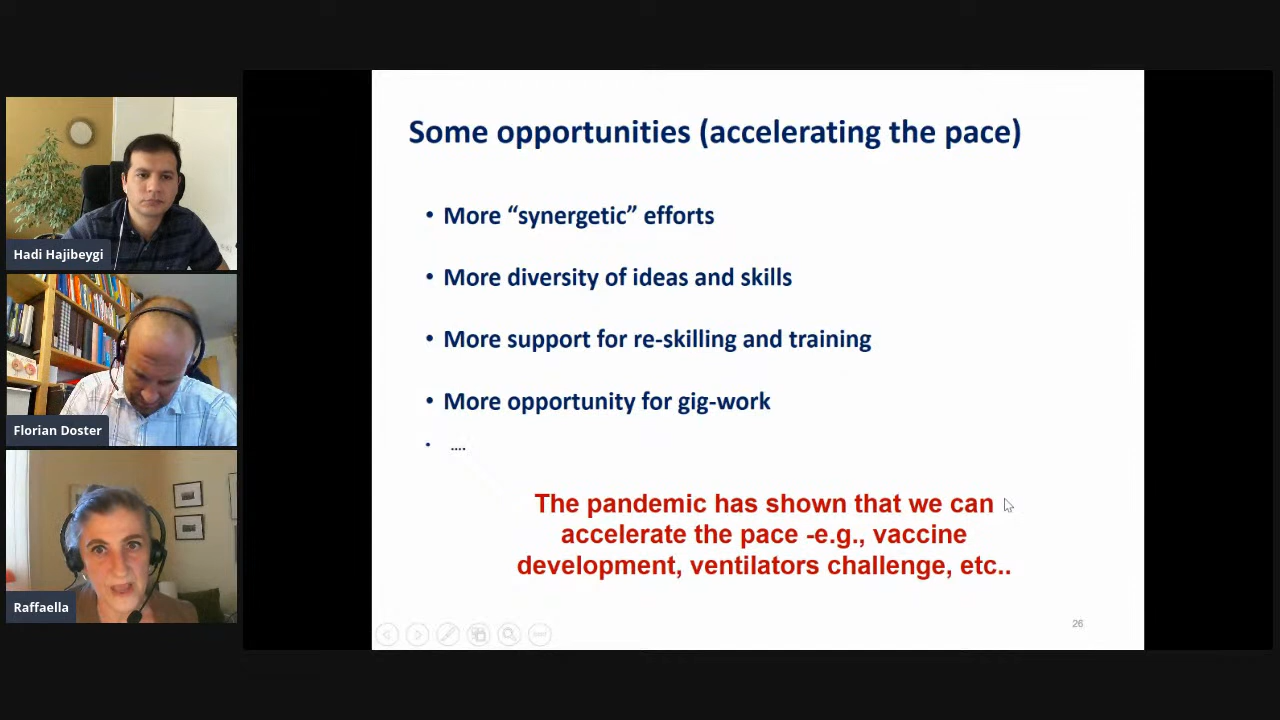 Some opportunities (accelerating the pace)
• More “synergetic” efforts
• More diversity of ideas and skills
• More support for re-skilling and training
• More opportunity for gig-work
• ....
The pandemic has shown that we can
accelerate the pace -e.g., vaccine
development, ventilators challenge, etc..
26
Hadi Hajibeygi
Florian Doster
Raffaella